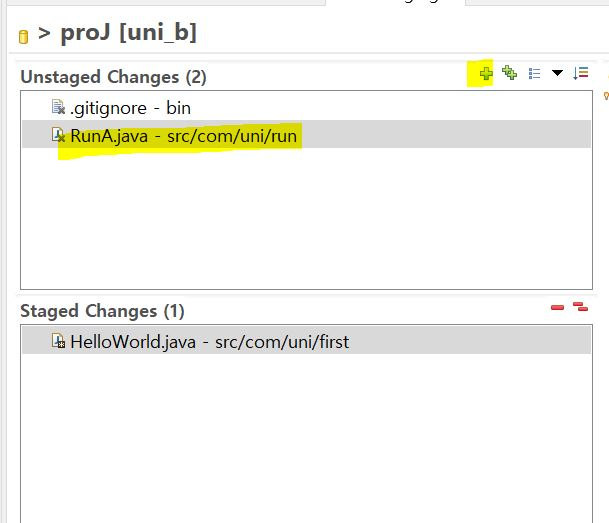 > proJ [uni_b]
Unstaged Changes (2)
.gitignore - bin
RunA.java - src/com/uni/run
Staged Changes (1)
HelloWorld.java - src/com/uni/first